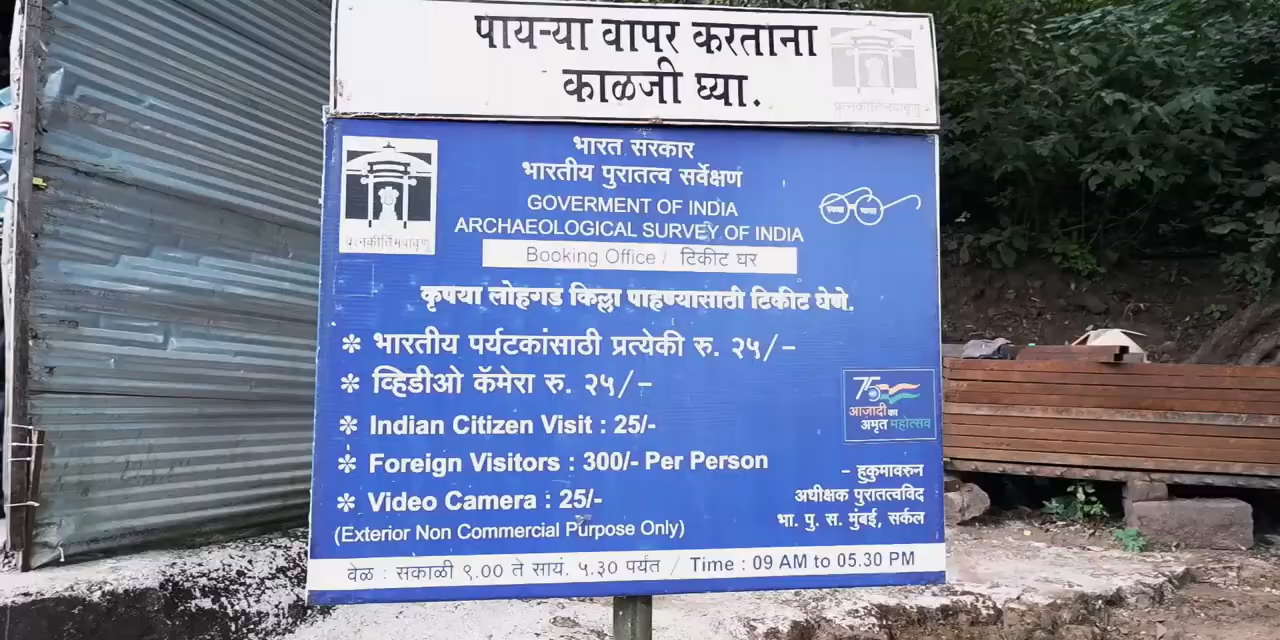 पायऱ्या वापर करताना
काळजी घ्या.
भारत सरकार
भारतीय पुरातत्व सर्वेक्षण
GOVERMENT OF INDIA
ARCHAEOLOGICAL SURVEY OF INDIA
Booking Office / टिकीट घर
कृपया लोहगड किल्ला पाहण्यासाठी टिकीट घेणे.
* भारतीय पर्यटकांसाठी प्रत्येकी रु. २५/-
* व्हिडीओ कॅमेरा रु. २५/-
* Indian Citizen Visit : 25/-
* Foreign Visitors : 300/- Per Person
* Video Camera : 25/-
(Exterior Non Commercial Purpose Only)
75
आज़ादी का
अमृत महोत्सव
- हुकुमावरुन
अधीक्षक पुरातत्वविद
भा. पु. स. मुंबई, सर्कल
वेळ : सकाळी ९.०० ते सायं. ५.३० पर्यंत / Time : 09 AM to 05.30 PM